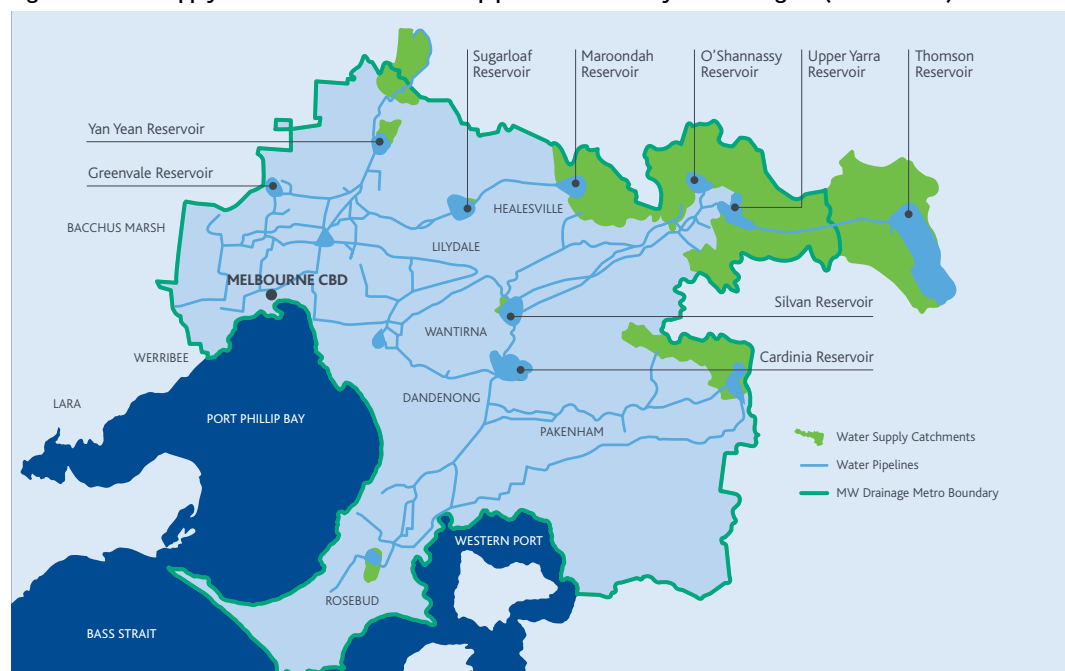 Sugarloaf
Reservoir
Maroondah
Reservoir
O'Shannassy
Reservoir
Upper Yarra
Reservoir
Thomson
Reservoir
Yan Yean Reservoir
Greenvale Reservoir
BACCHUS MARSH
HEALESVILLE
LILYDALE
MELBOURNE CBD
Silvan Reservoir
WANTIRNA
WERRIBEE
Cardinia Reservoir
LARA
DANDENONG
PORT PHILLIP BAY
PAKENHAM
Water Supply Catchments
Water Pipelines
MW Drainage Metro Boundary
WESTERN PORT
ROSEBUD
BASS STRAIT